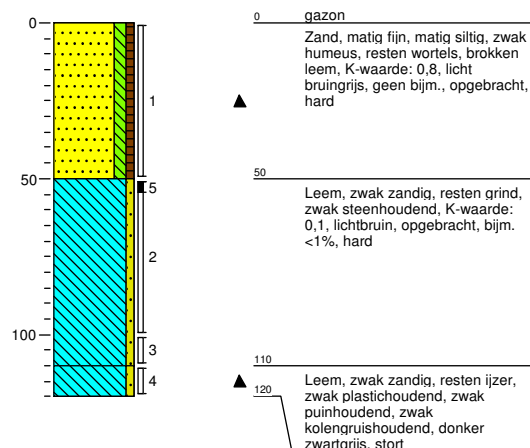 0
gazon
Zand, matig fijn, matig siltig, zwak
humeus, resten wortels, brokken
leem, K-waarde: 0,8, licht
bruingrijs, geen bijm., opgebracht,
hard
50
Leem, zwak zandig, resten grind,
zwak steenhoudend, K-waarde:
0,1, lichtbruin, opgebracht, bijm.
<1%, hard
110
120
Leem, zwak zandig, resten ijzer,
zwak plastichoudend, zwak
puinhoudend, zwak
kolengruishoudend, donker
zwartgrijs, stort
0
50
100
1
5
2
3
4